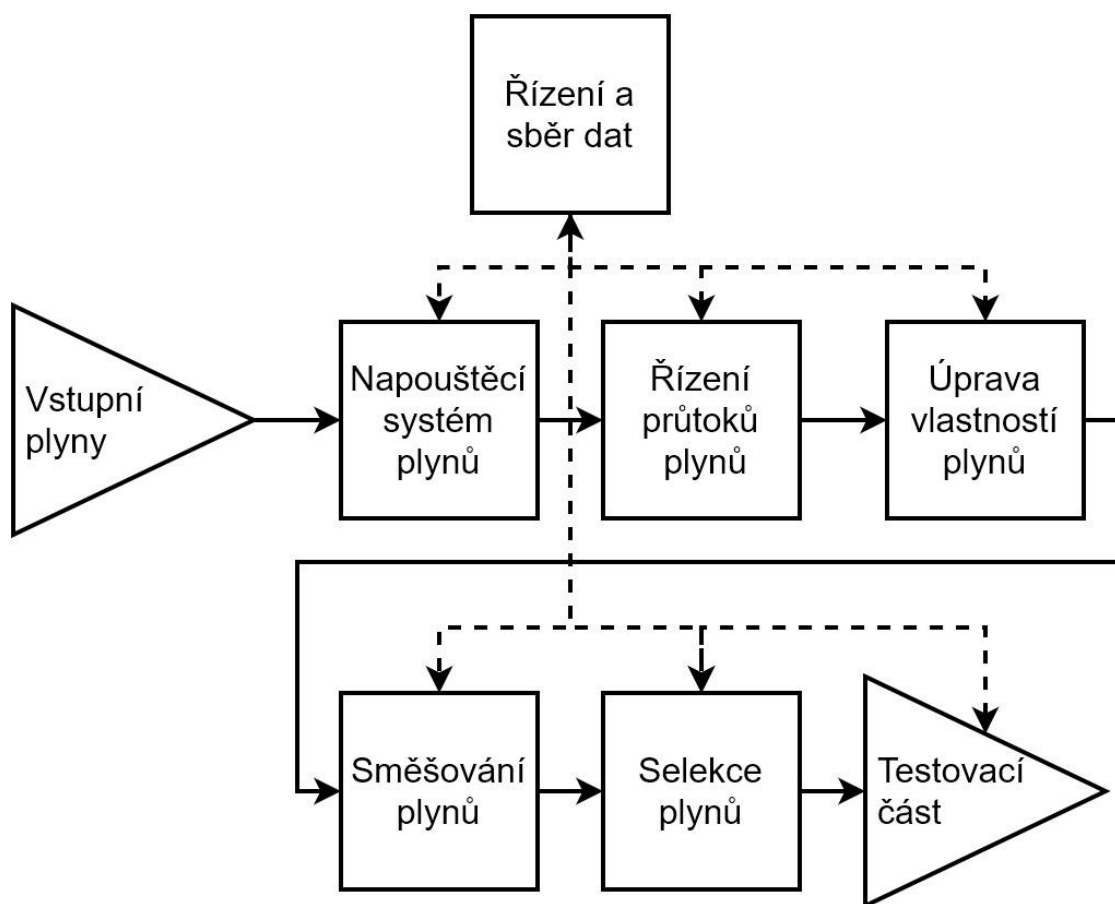 Řízení a
sběr dat
Vstupní
plyny
Napouštěcí
systém
plynů
Řízení
průtoků
plynů
Úprava
vlastností
plynů
Směšování
plynů
Selekce
plynů
Testovací
část